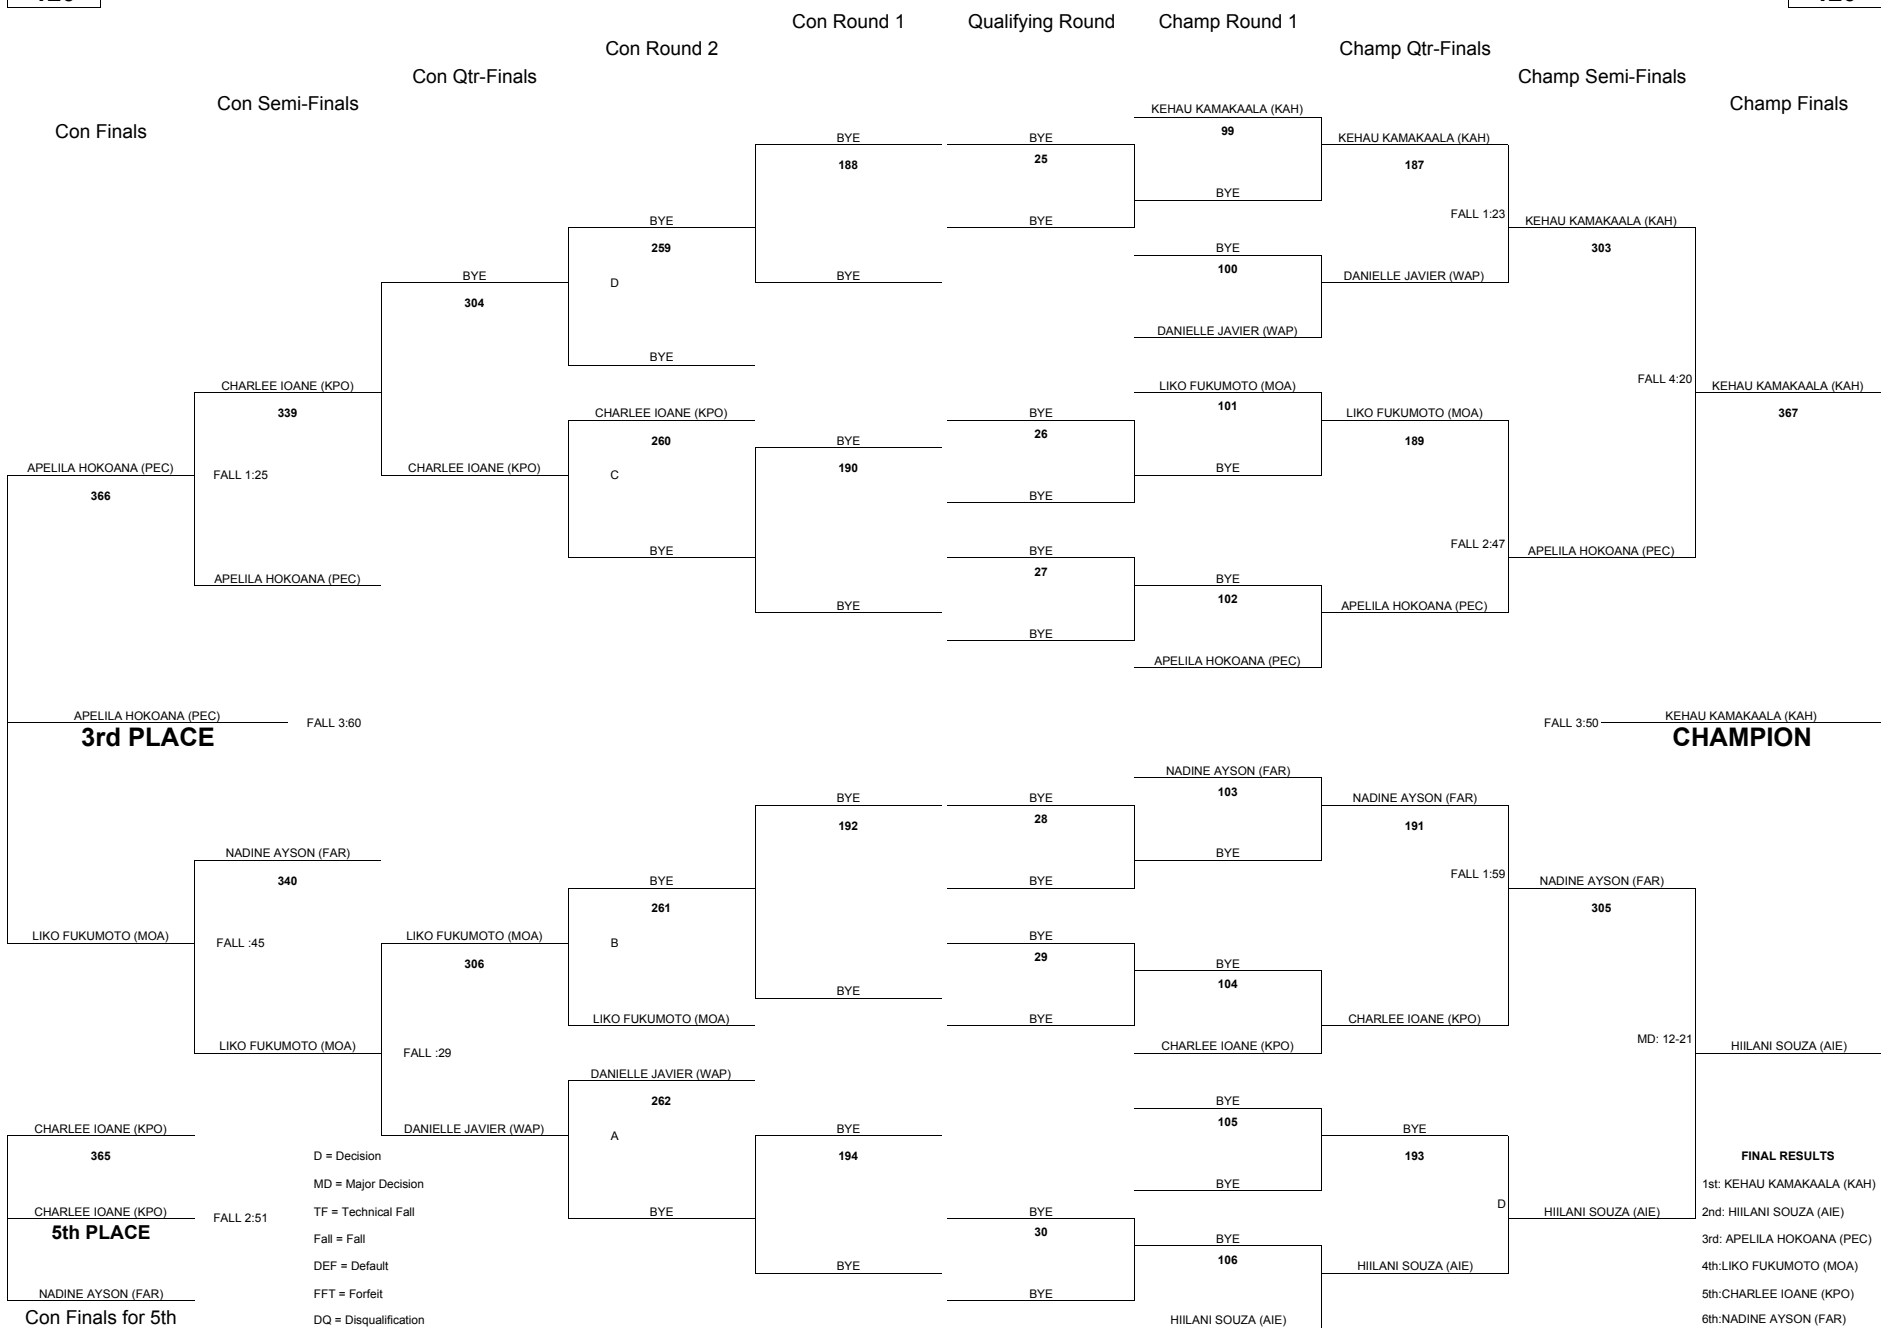 Con Round 1 Qualifying Round Champ Round 1
Con Round 2 Champ Qtr-Finals
Con Qtr-Finals Champ Semi-Finals
Con Semi-Finals Champ Finals
KEHAU KAMAKAALA (KAH)
Con Finals 99
BYE BYE KEHAU KAMAKAALA (KAH)
188 25 187
BYE
FALL 1:23
BYE BYE KEHAU KAMAKAALA (KAH)
259 BYE 303
100
BYE BYE DANIELLE JAVIER (WAP)
D
304
DANIELLE JAVIER (WAP)
BYE
CHARLEE IOANE (KPO) LIKO FUKUMOTO (MOA) FALL 4:20 KEHAU KAMAKAALA (KAH)
339 CHARLEE IOANE (KPO) BYE 101 LIKO FUKUMOTO (MOA) 367
260 BYE 26 189
APELILA HOKOANA (PEC) FALL 1:25 CHARLEE IOANE (KPO) C 190 BYE
366 BYE
BYE BYE FALL 2:47 APELILA HOKOANA (PEC)
27
APELILA HOKOANA (PEC) BYE
102
BYE APELILA HOKOANA (PEC)
BYE
APELILA HOKOANA (PEC)
APELILA HOKOANA (PEC) FALL 3:60 FALL 3:50 KEHAU KAMAKAALA (KAH)
3rd PLACE CHAMPION
NADINE AYSON (FAR)
103
BYE BYE NADINE AYSON (FAR)
192 28 191
NADINE AYSON (FAR) BYE
340 BYE BYE FALL 1:59 NADINE AYSON (FAR)
261 305
LIKO FUKUMOTO (MOA) FALL :45 LIKO FUKUMOTO (MOA) B BYE
306 29 BYE
104
BYE
LIKO FUKUMOTO (MOA) BYE CHARLEE IOANE (KPO)
LIKO FUKUMOTO (MOA) FALL :29 CHARLEE IOANE (KPO) MD: 12-21 HIILANI SOUZA (AIE)
DANIELLE JAVIER (WAP)
262 BYE
105
CHARLEE IOANE (KPO) DANIELLE JAVIER (WAP) A BYE BYE
365 D = Decision 194 193 FINAL RESULTS
MD = Major Decision BYE 1st: KEHAU KAMAKAALA (KAH)
CHARLEE IOANE (KPO) FALL 2:51 TF = Technical Fall BYE BYE D HIILANI SOUZA (AIE) 2nd: HIILANI SOUZA (AIE)
5th PLACE Fall = Fall 30 BYE 3rd: APELILA HOKOANA (PEC)
DEF = Default BYE 106 HIILANI SOUZA (AIE) 4th:LIKO FUKUMOTO (MOA)
NADINE AYSON (FAR) FFT = Forfeit BYE 5th:CHARLEE IOANE (KPO)
Con Finals for 5th DQ = Disqualification HIILANI SOUZA (AIE) 6th:NADINE AYSON (FAR)